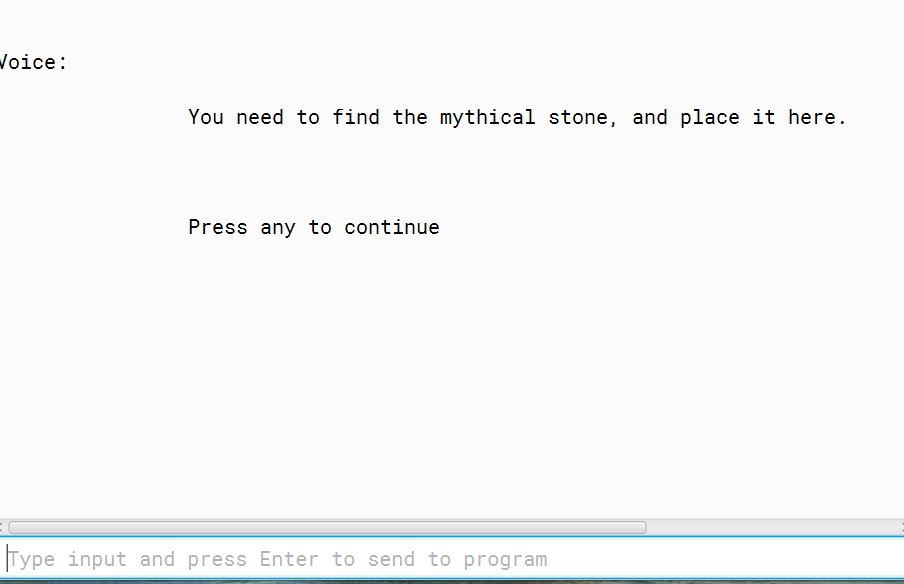 Voice:
You need to find the mythical stone, and place it here.
Press any to continue
Type input and press Enter to send to program